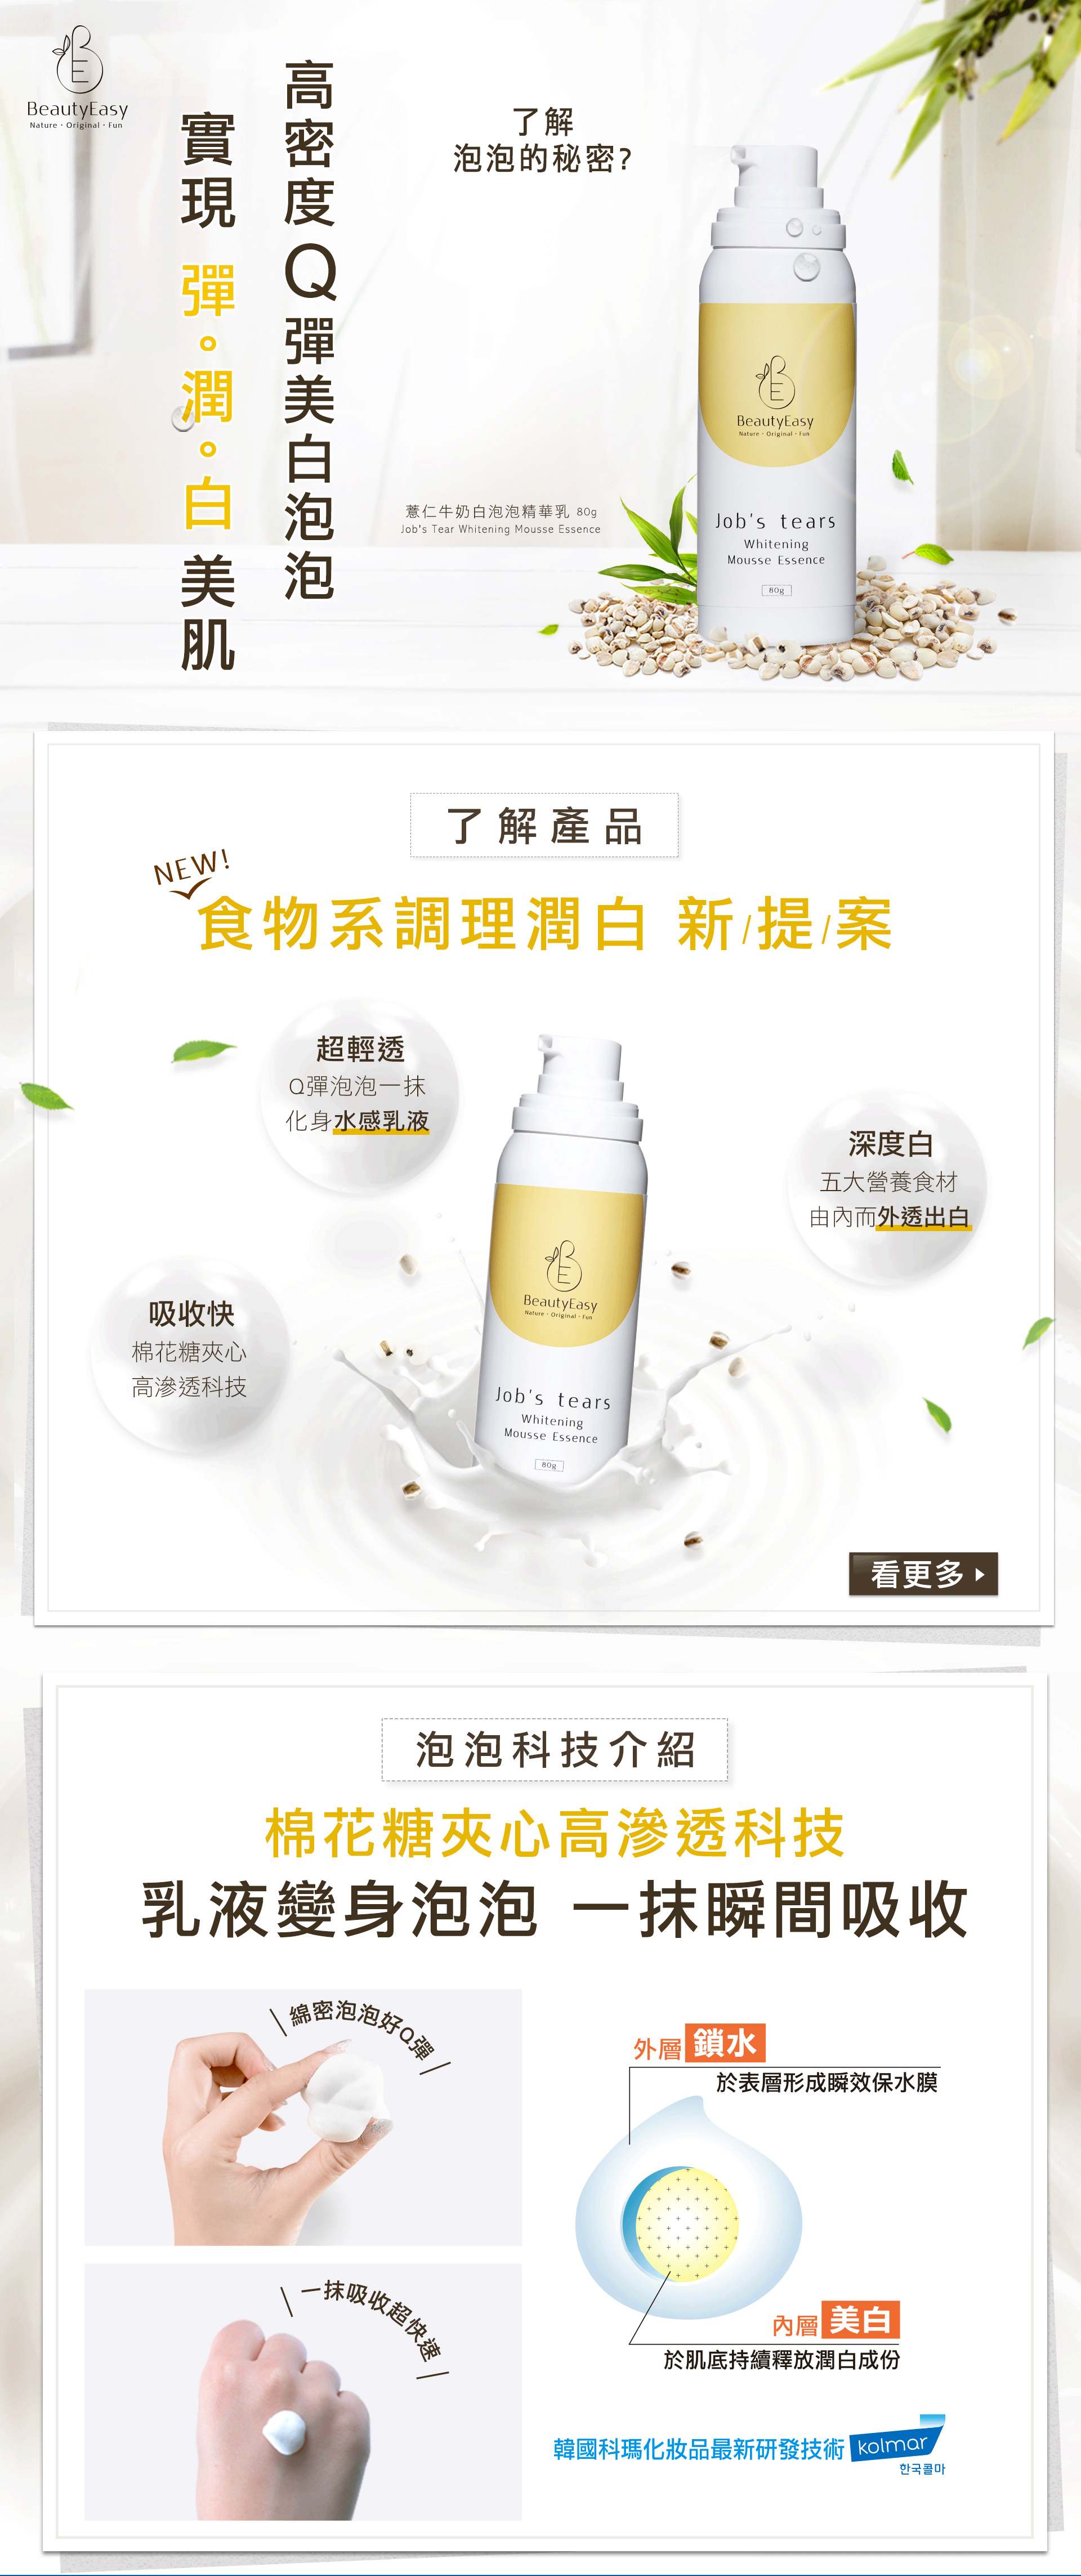 BeautyEasy
Nature · Original · Fun
高密度Q彈美白泡泡
實現 彈。潤。白 美肌
了解
泡泡的秘密?
薏仁牛奶白泡泡精華乳 80g
Job's Tear Whitening Mousse Essence
BeautyEasy
Nature · Original · Fun
Job's tears
Whitening
Mousse Essence
80g
了解產品
NEW!
食物系調理潤白 新/提/案
超輕透
Q彈泡泡一抹
化身水感乳液
深度白
五大營養食材
由內而外透出白
吸收快
棉花糖夾心
高滲透科技
BeautyEasy
Nature · Original · Fun
Job's tears
Whitening
Mousse Essence
80g
看更多
泡泡科技介紹
棉花糖夾心高滲透科技
乳液變身泡泡 一抹瞬間吸收
綿密泡泡好Q彈
外層 鎖水
於表層形成瞬效保水膜
一抹吸收超快速
內層 美白
於肌底持續釋放潤白成份
韓國科瑪化妝品最新研發技術 kolmar
한국콜마